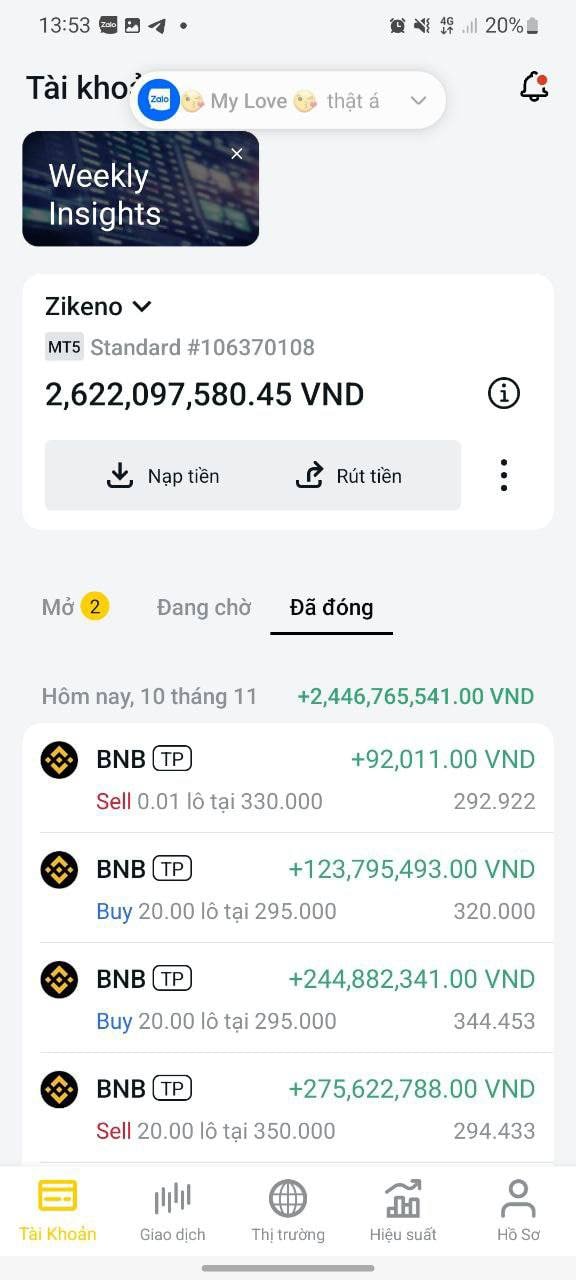 13:53 Zalo 4G 20%
Tài kho
Zalo 😘 My Love 😘 thật á
Weekly
Insights
Zikeno
MT5 Standard #106370108
2,622,097,580.45 VND
Nạp tiền Rút tiền
Mở 2 Đang chờ Đã đóng
Hôm nay, 10 tháng 11 +2,446,765,541.00 VND
BNB TP +92,011.00 VND
Sell 0.01 lô tại 330.000 292.922
BNB TP +123,795,493.00 VND
Buy 20.00 lô tại 295.000 320.000
BNB TP +244,882,341.00 VND
Buy 20.00 lô tại 295.000 344.453
BNB TP +275,622,788.00 VND
Sell 20.00 lô tại 350.000 294.433
Tài Khoản Giao dịch Thị trường Hiệu suất Hồ Sơ